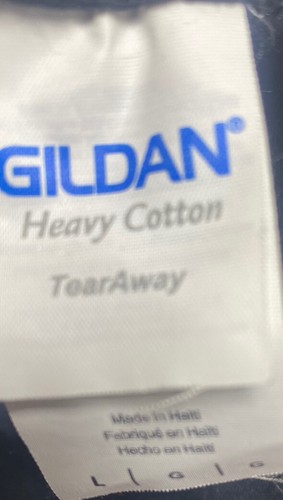 GILDAN®
Heavy Cotton
TearAway
Made in Haiti
Fabriqué en Haïti
Hecho en Haití
L | G | G